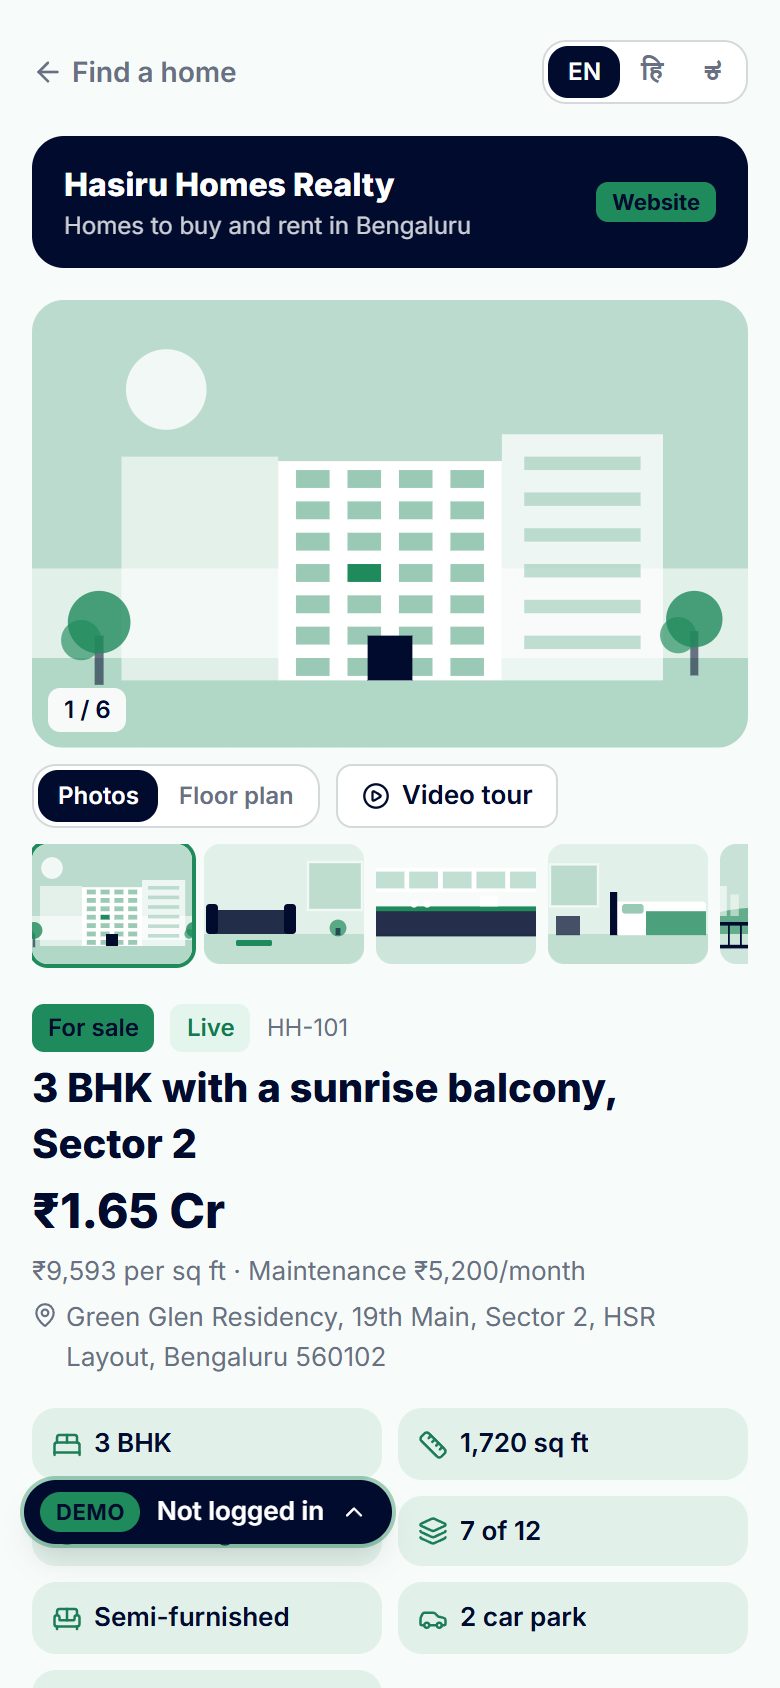 Find a home
EN हि ಕ
Hasiru Homes Realty
Homes to buy and rent in Bengaluru
Website
1 / 6
Photos Floor plan Video tour
For sale Live HH-101
3 BHK with a sunrise balcony,
Sector 2
₹1.65 Cr
₹9,593 per sq ft · Maintenance ₹5,200/month
Green Glen Residency, 19th Main, Sector 2, HSR
Layout, Bengaluru 560102
3 BHK
1,720 sq ft
DEMO Not logged in
7 of 12
Semi-furnished
2 car park